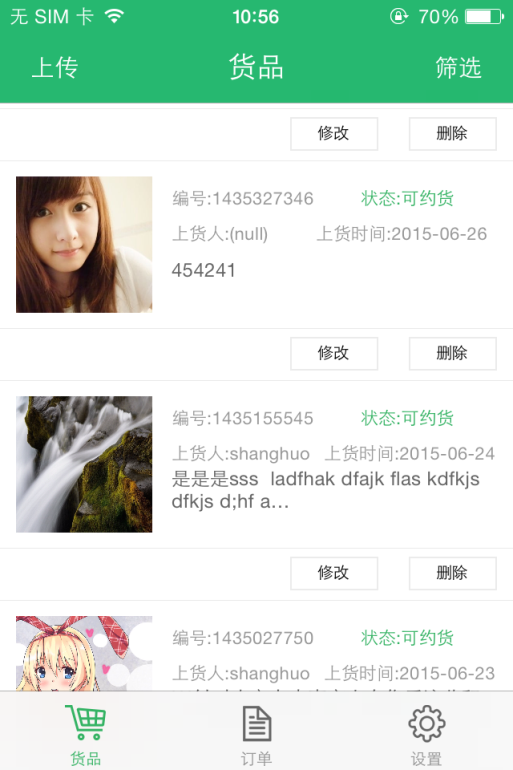 无 SIM 卡 10:56 70%
上传 货品 筛选
修改 删除
编号:1435327346 状态:可约货
上货人:(null) 上货时间:2015-06-26
454241
修改 删除
编号:1435155545 状态:可约货
上货人:shanghuo 上货时间:2015-06-24
是是是sss ladfhak dfajk flas kdfkjs
dfkjs d;hf a…
修改 删除
编号:1435027750 状态:可约货
上货人:shanghuo 上货时间:2015-06-23
货品 订单 设置